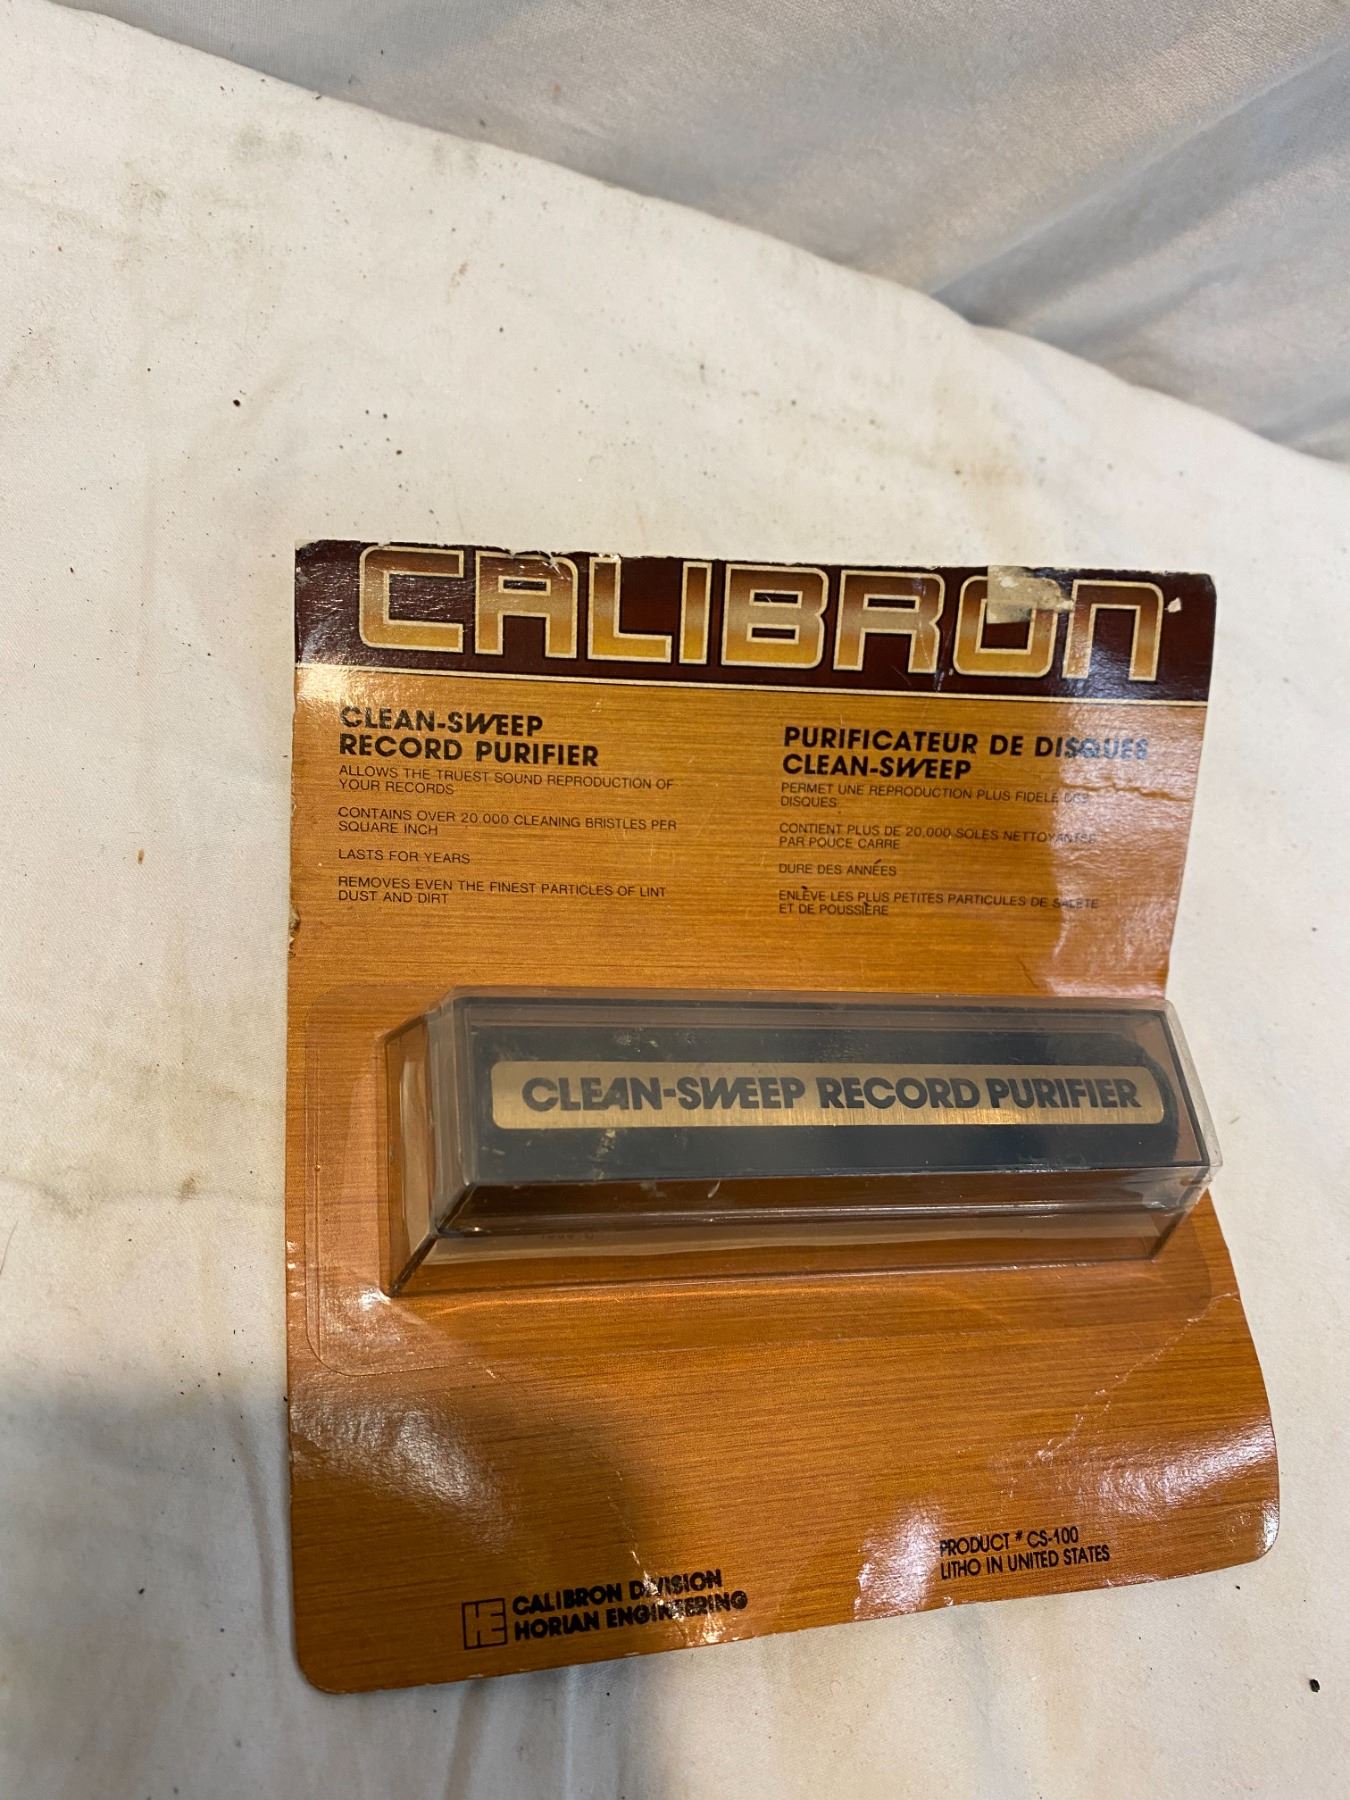 CALIBRON
CLEAN-SWEEP
RECORD PURIFIER
ALLOWS THE TRUEST SOUND REPRODUCTION OF
YOUR RECORDS
CONTAINS OVER 20,000 CLEANING BRISTLES PER
SQUARE INCH
LASTS FOR YEARS
REMOVES EVEN THE FINEST PARTICLES OF LINT
DUST AND DIRT
PURIFICATEUR DE DISQUES
CLEAN-SWEEP
PERMET UNE REPRODUCTION PLUS FIDELE DES
DISQUES
CONTIENT PLUS DE 20,000 SOLES NETTOYANTES
PAR POUCE CARRE
DURE DES ANNÉES
ENLÈVE LES PLUS PETITES PARTICULES DE SALETE
ET DE POUSSIÈRE
CLEAN-SWEEP RECORD PURIFIER
PRODUCT # CS-100
LITHO IN UNITED STATES
HE CALIBRON DIVISION
HORIAN ENGINEERING